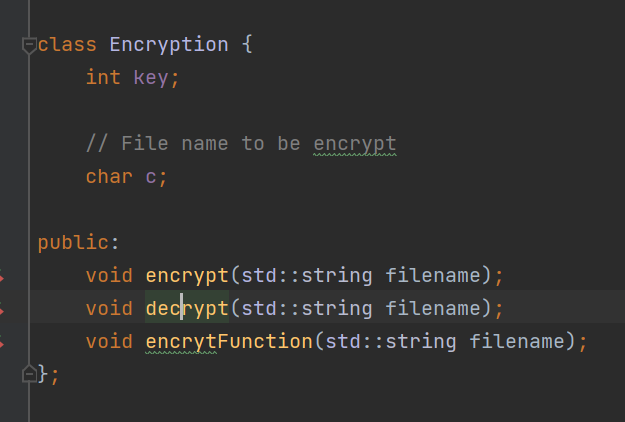 class Encryption {
int key;
// File name to be encrypt
char c;
public:
void encrypt(std::string filename);
void decrypt(std::string filename);
void encrytFunction(std::string filename);
};